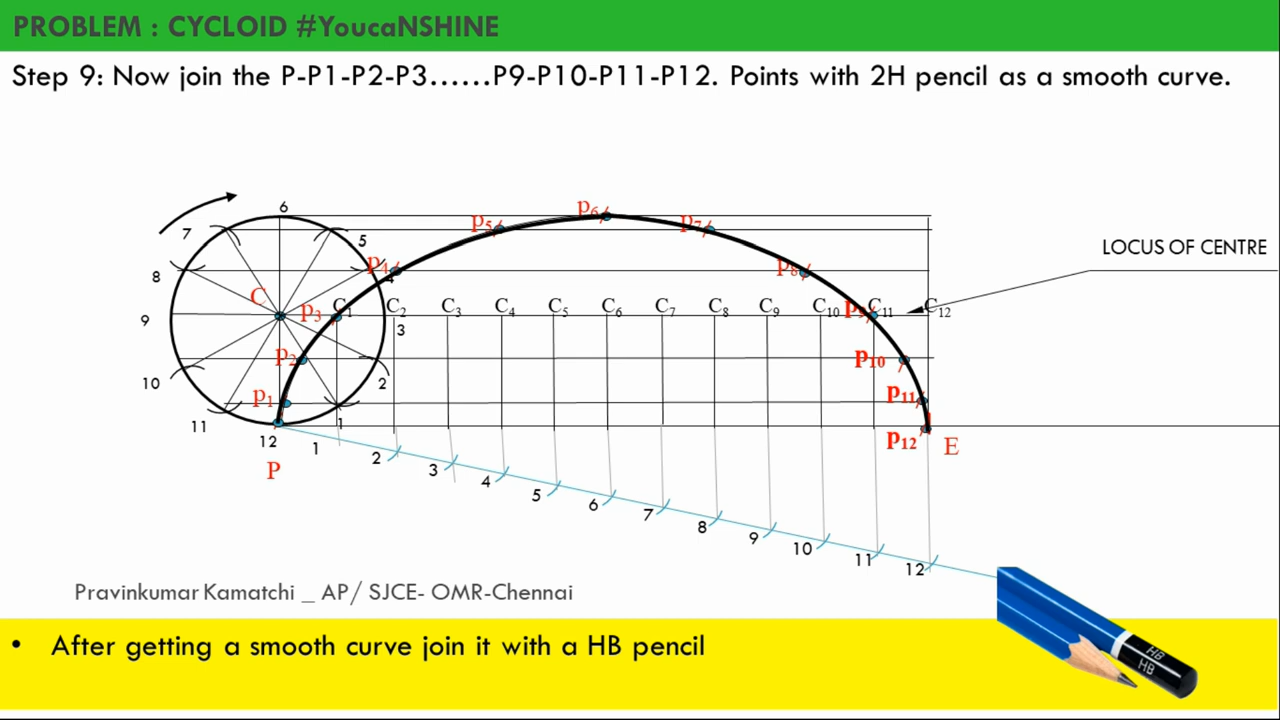 PROBLEM : CYCLOID #YoucaNSHINE
Step 9: Now join the P-P1-P2-P3......P9-P10-P11-P12. Points with 2H pencil as a smooth curve.
6
7
5
p5
p6
p7
LOCUS OF CENTRE
8
p4
4
p8
C
p3
C1
C2
C3
C4
C5
C6
C7
C8
C9
C10
p9
C11
C12
9
3
p2
p10
10
2
p1
p11
11
12
1
p12
E
P
1
2
3
4
5
6
7
8
9
10
11
12
Pravinkumar Kamatchi _ AP/ SJCE- OMR-Chennai
• After getting a smooth curve join it with a HB pencil
HB
HB